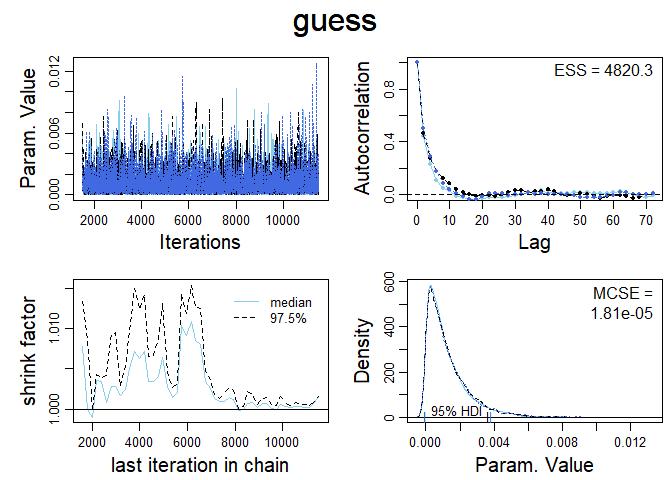 guess
Param. Value
0.000 0.006 0.012
2000 4000 6000 8000 10000
Iterations
Autocorrelation
0.0 0.4 0.8
ESS = 4820.3
0 10 20 30 40 50 60 70
Lag
shrink factor
1.000 1.010
median
97.5%
2000 4000 6000 8000 10000
last iteration in chain
Density
0 200 400 600
MCSE =
1.81e-05
95% HDI
0.000 0.004 0.008 0.012
Param. Value